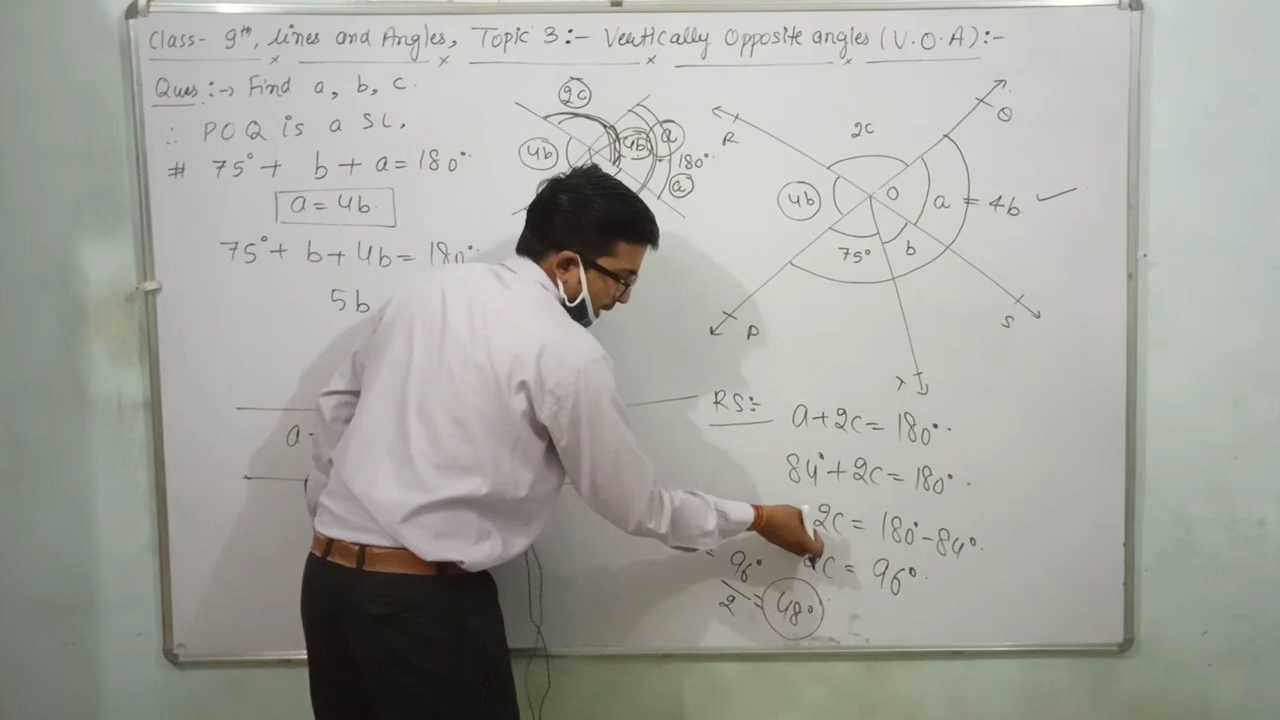 Class- 9th, Lines and Angles, Topic 3:- Vertically Opposite angles (V.O.A):-
Ques:-> Find a, b, c.
∴ POQ is a SL.
# 75° + b + a = 180°
a = 4b
75° + b + 4b = 180°
5b
a-
2c
4b
4b
a
180°
a
R
2c
Q
4b
O
a = 4b ✓
75°
b
P
S
RS:-
a + 2c = 180°
84° + 2c = 180°
2c = 180° - 84°
2c = 96°
= 96°/2 = 48°